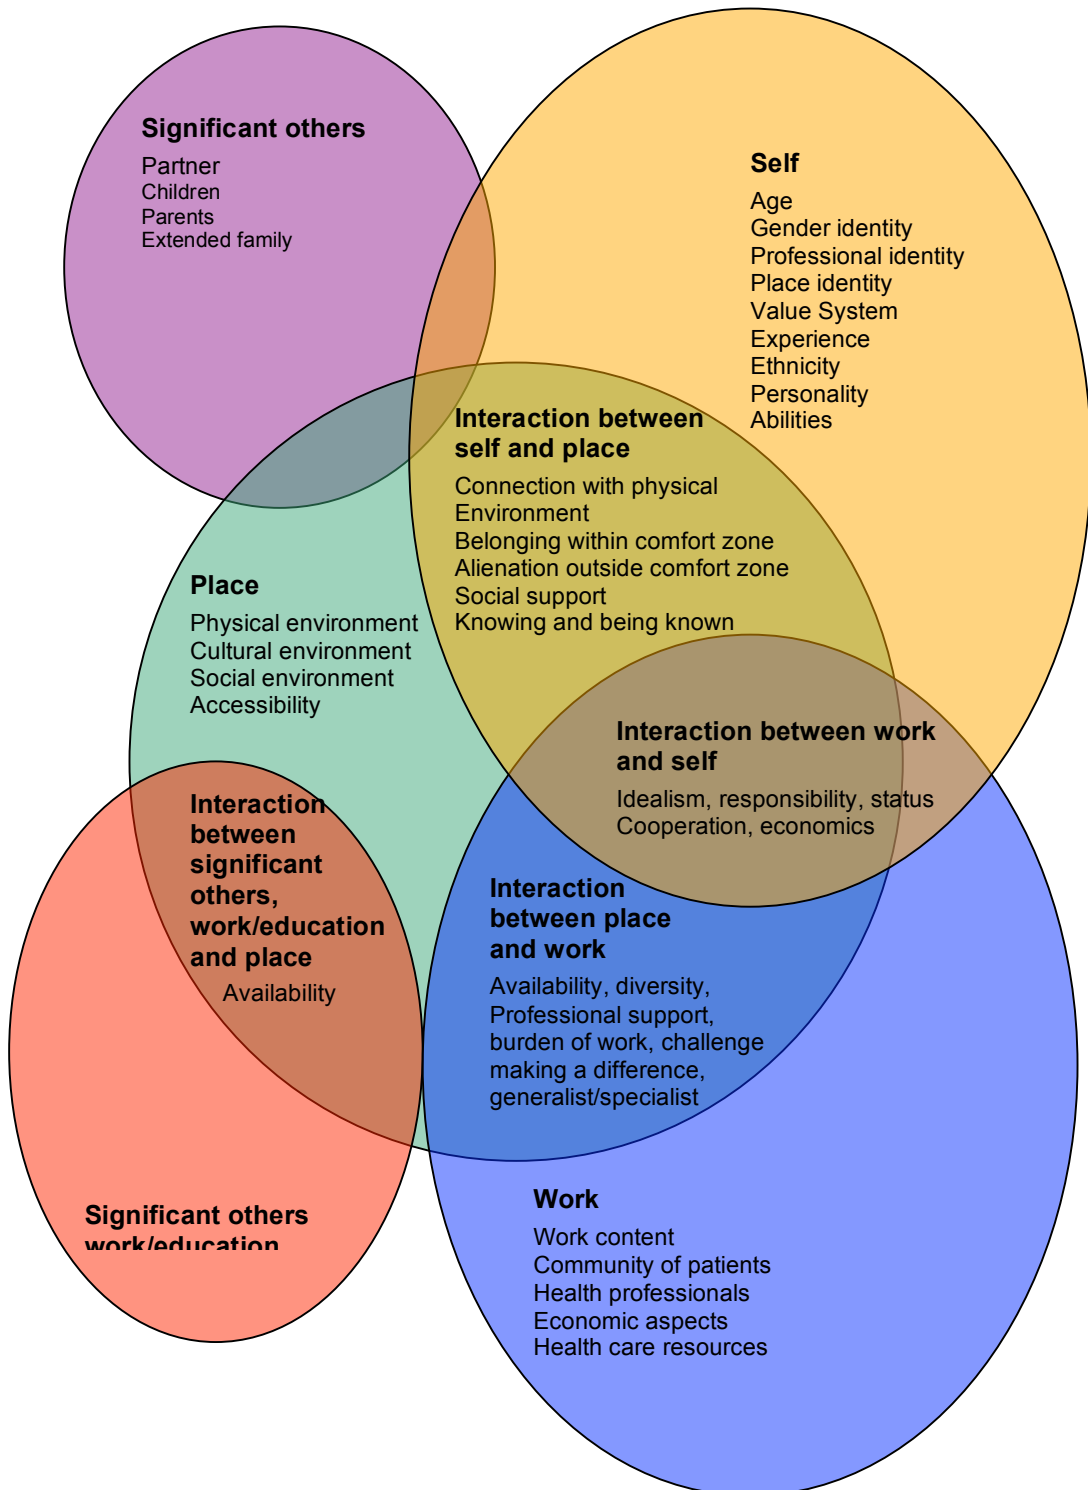 Significant others
Partner
Children
Parents
Extended family
Self
Age
Gender identity
Professional identity
Place identity
Value System
Experience
Ethnicity
Personality
Abilities
Interaction between
self and place
Connection with physical
Environment
Belonging within comfort zone
Alienation outside comfort zone
Social support
Knowing and being known
Place
Physical environment
Cultural environment
Social environment
Accessibility
Interaction between work
and self
Idealism, responsibility, status
Cooperation, economics
Interaction
between
significant
others,
work/education
and place
Availability
Interaction
between place
and work
Availability, diversity,
Professional support,
burden of work, challenge
making a difference,
generalist/specialist
Significant others
work/education
Work
Work content
Community of patients
Health professionals
Economic aspects
Health care resources